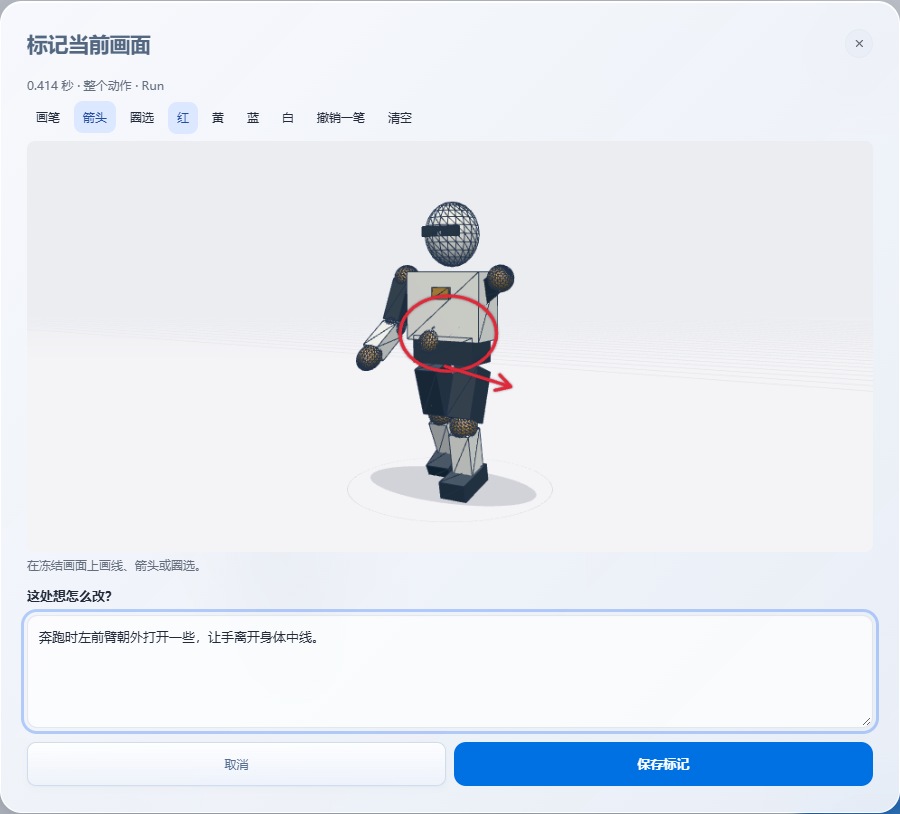 标记当前画面
×
0.414 秒 · 整个动作 · Run
画笔 箭头 圈选 红 黄 蓝 白 撤销一笔 清空
在冻结画面上画线、箭头或圈选。
这处想怎么改？
奔跑时左前臂朝外打开一些，让手离开身体中线。
取消 保存标记